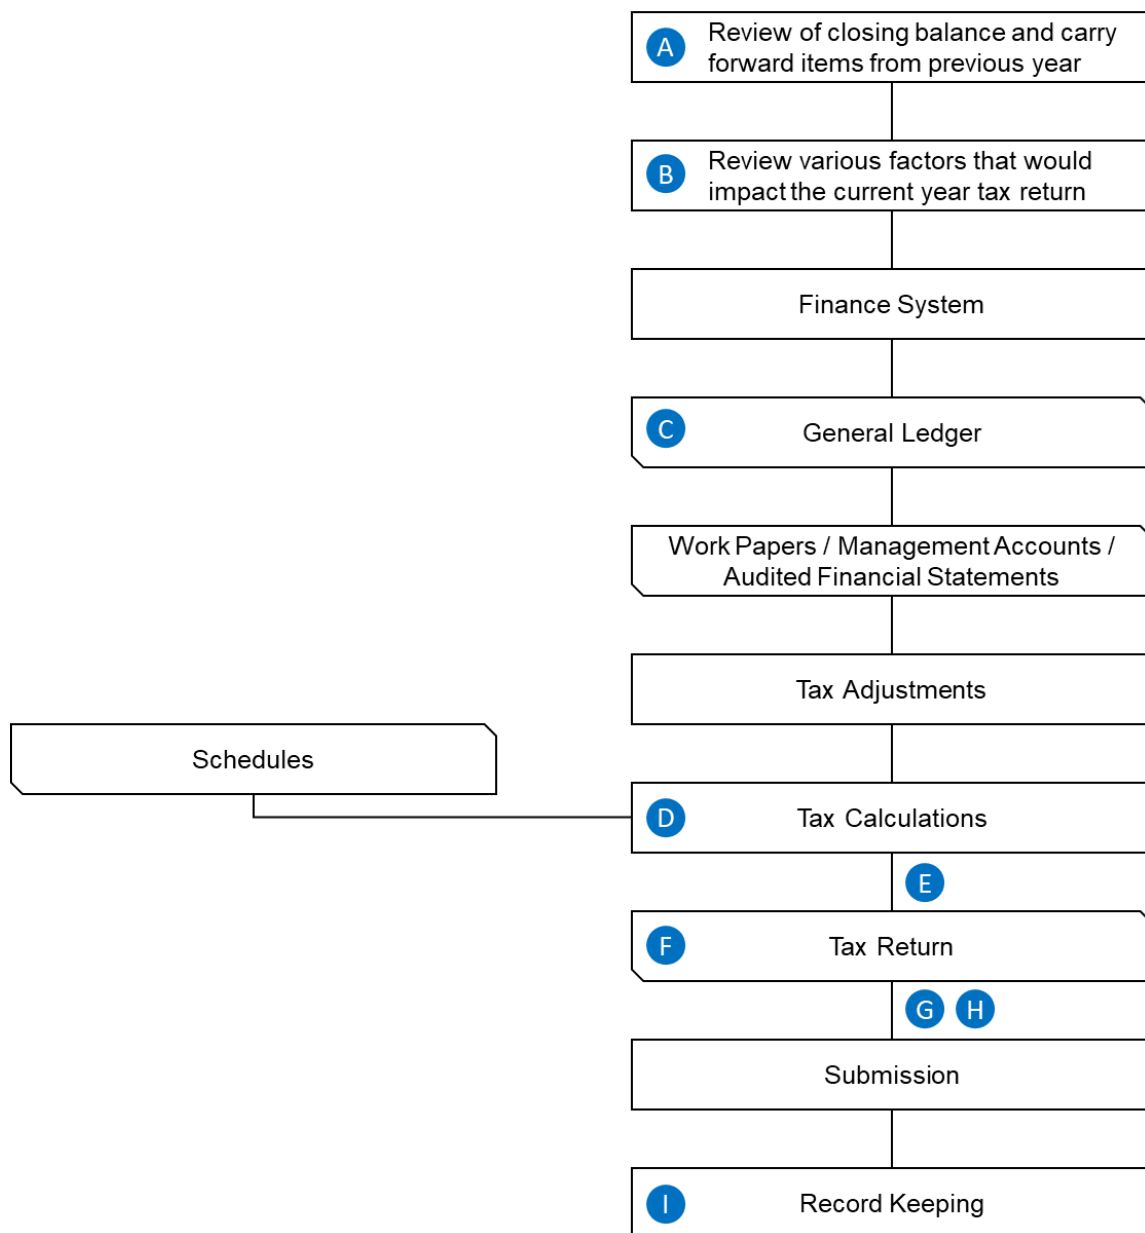 A
Review of closing balance and carry
forward items from previous year
B
Review various factors that would
impact the current year tax return
Finance System
C
General Ledger
Work Papers / Management Accounts /
Audited Financial Statements
Tax Adjustments
Schedules
D
Tax Calculations
E
F
Tax Return
G H
Submission
I
Record Keeping